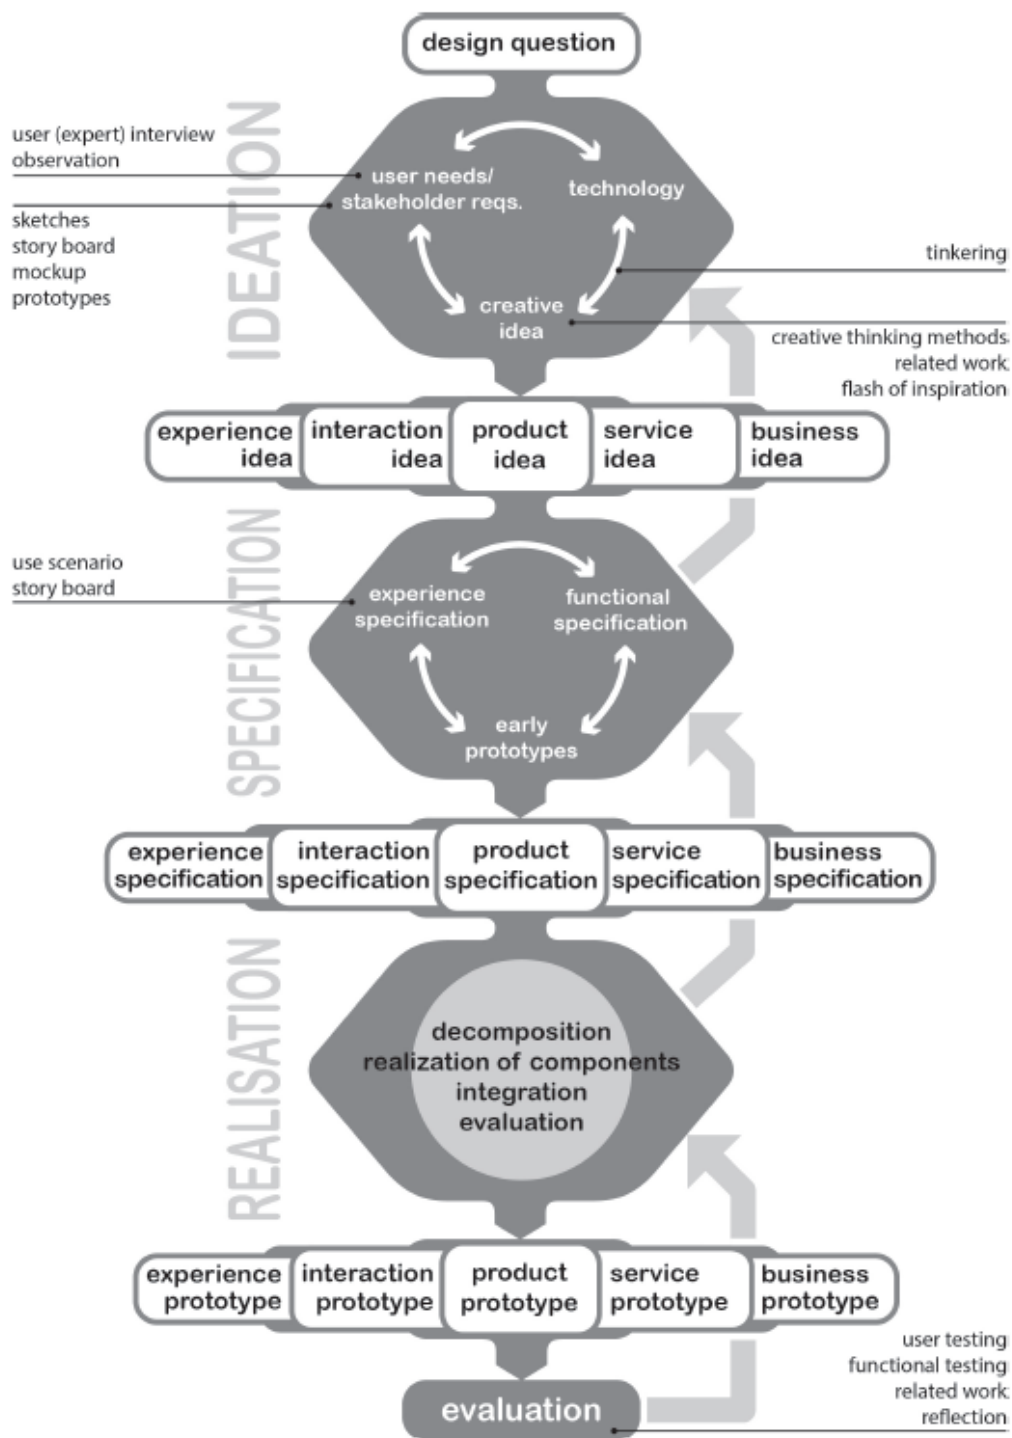 design question
IDEATION
user (expert) interview
observation
sketches
story board
mockup
prototypes
user needs/
stakeholder reqs.
technology
creative
idea
tinkering
creative thinking methods
related work
flash of inspiration
experience
idea
interaction
idea
product
idea
service
idea
business
idea
SPECIFICATION
use scenario
story board
experience
specification
functional
specification
early
prototypes
experience
specification
interaction
specification
product
specification
service
specification
business
specification
REALISATION
decomposition
realization of components
integration
evaluation
experience
prototype
interaction
prototype
product
prototype
service
prototype
business
prototype
evaluation
user testing
functional testing
related work
reflection